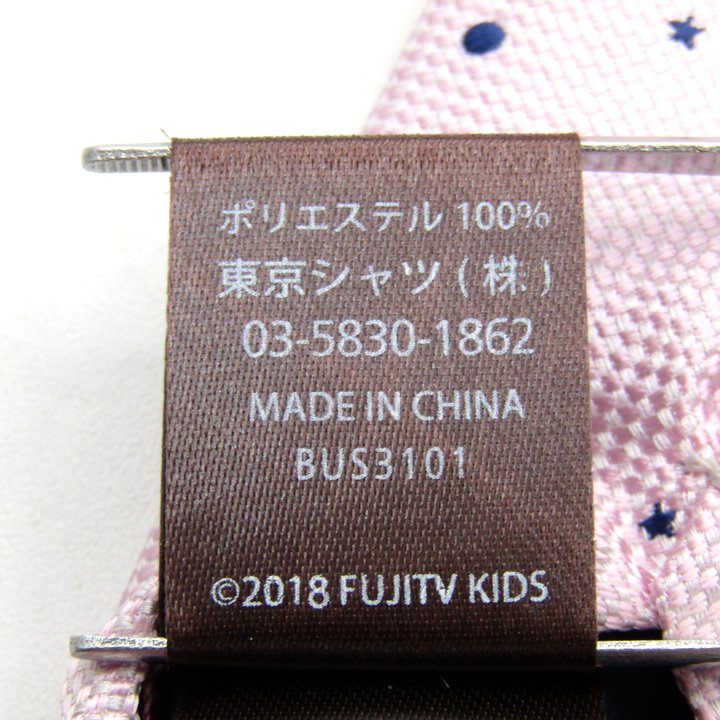 ポリエステル 100%
東京シャツ (株)
03-5830-1862
MADE IN CHINA
BUS3101
©2018 FUJITV KIDS